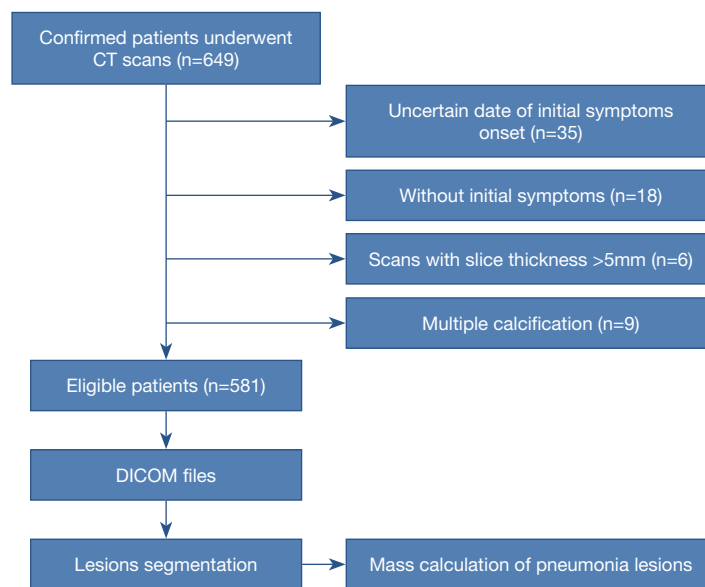 Confirmed patients underwent
CT scans (n=649)
Uncertain date of initial symptoms
onset (n=35)
Without initial symptoms (n=18)
Scans with slice thickness >5mm (n=6)
Multiple calcification (n=9)
Eligible patients (n=581)
DICOM files
Lesions segmentation
Mass calculation of pneumonia lesions